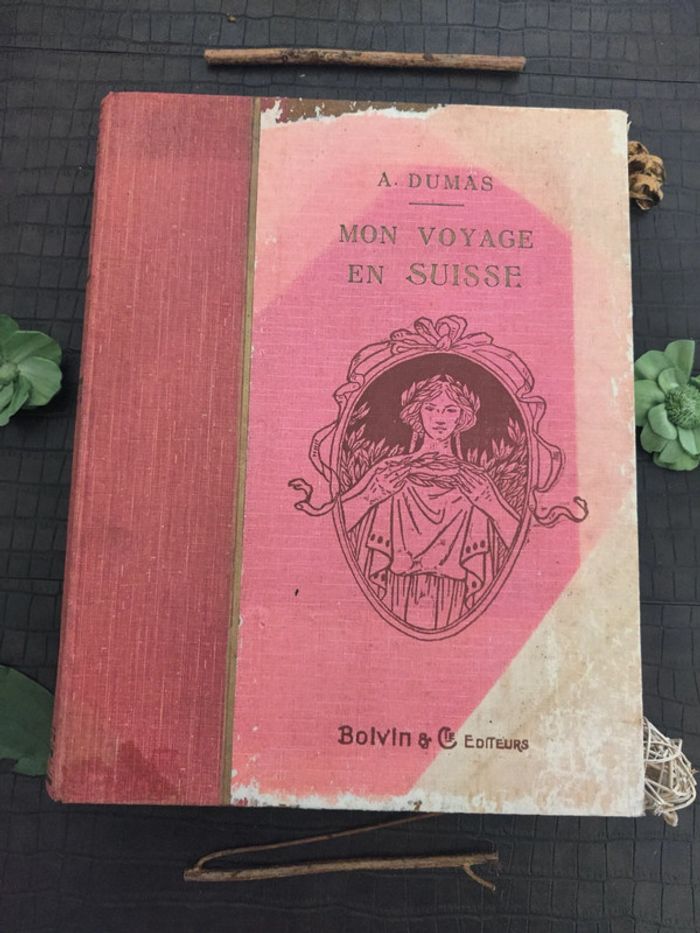 A. DUMAS
MON VOYAGE
EN SUISSE
Boivin & Cie EDITEURS